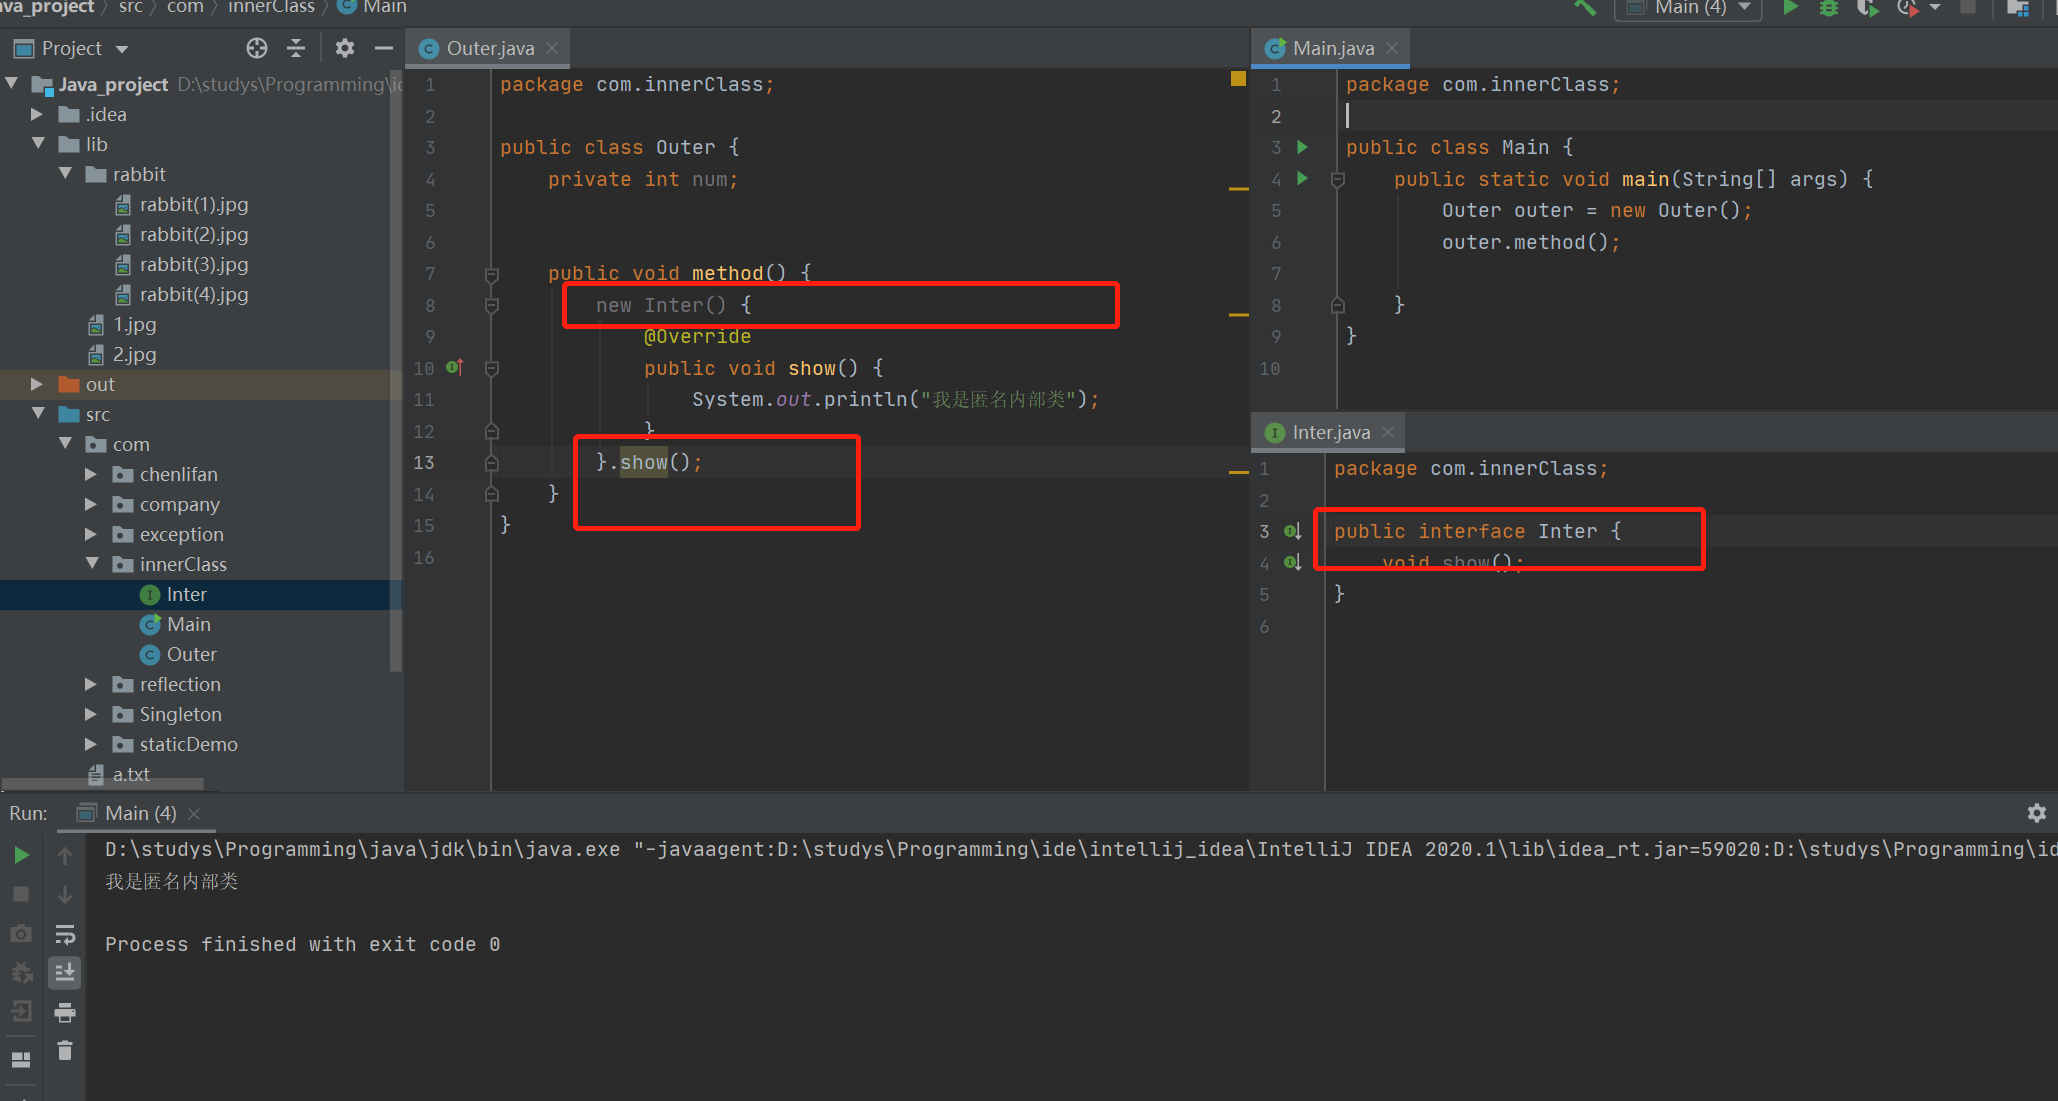 ava_project 〉 src 〉 com 〉 innerClass 〉 Main
Main (4)
Project
Java_project D:\studys\Programming\
.idea
lib
rabbit
rabbit(1).jpg
rabbit(2).jpg
rabbit(3).jpg
rabbit(4).jpg
1.jpg
2.jpg
out
src
com
chenlifan
company
exception
innerClass
Inter
Main
Outer
reflection
Singleton
staticDemo
a.txt
Outer.java
1 package com.innerClass;
2
3 public class Outer {
4     private int num;
5
6
7     public void method() {
8         new Inter() {
9             @Override
10             public void show() {
11                 System.out.println("我是匿名内部类");
12             }
13         }.show();
14     }
15 }
16
Main.java
1 package com.innerClass;
2
3 public class Main {
4     public static void main(String[] args) {
5         Outer outer = new Outer();
6         outer.method();
7
8     }
9 }
10
Inter.java
1 package com.innerClass;
2
3 public interface Inter {
4     void show();
5 }
6
Run: Main (4)
D:\studys\Programming\java\jdk\bin\java.exe "-javaagent:D:\studys\Programming\ide\intellij_idea\IntelliJ IDEA 2020.1\lib\idea_rt.jar=59020:D:\studys\Programming\id
我是匿名内部类
Process finished with exit code 0